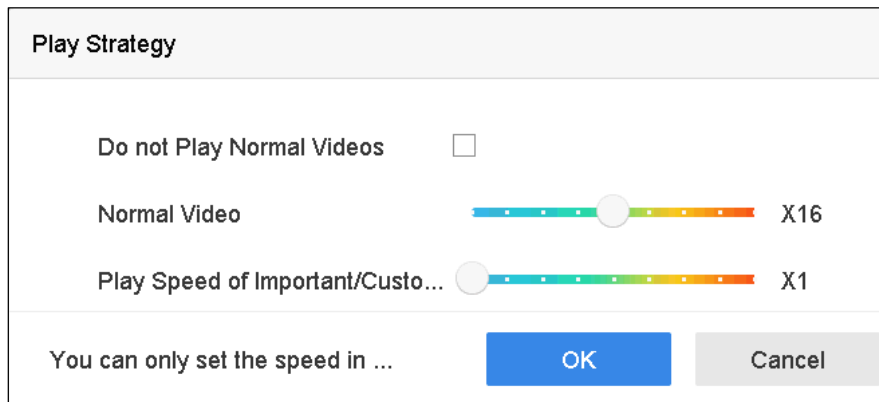 Play Strategy
Do not Play Normal Videos
Normal Video X16
Play Speed of Important/Custo... X1
You can only set the speed in ... OK Cancel